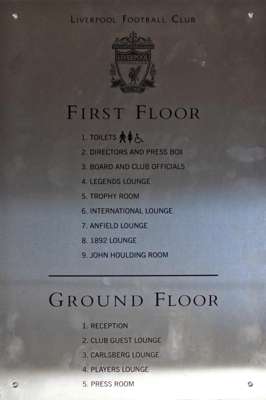 LIVERPOOL FOOTBALL CLUB
LIVERPOOL
FIRST FLOOR
1. TOILETS
2. DIRECTORS AND PRESS BOX
3. BOARD AND CLUB OFFICIALS
4. LEGENDS LOUNGE
5. TROPHY ROOM
6. INTERNATIONAL LOUNGE
7. ANFIELD LOUNGE
8. 1892 LOUNGE
9. JOHN HOULDING ROOM
GROUND FLOOR
1. RECEPTION
2. CLUB GUEST LOUNGE
3. CARLSBERG LOUNGE
4. PLAYERS LOUNGE
5. PRESS ROOM